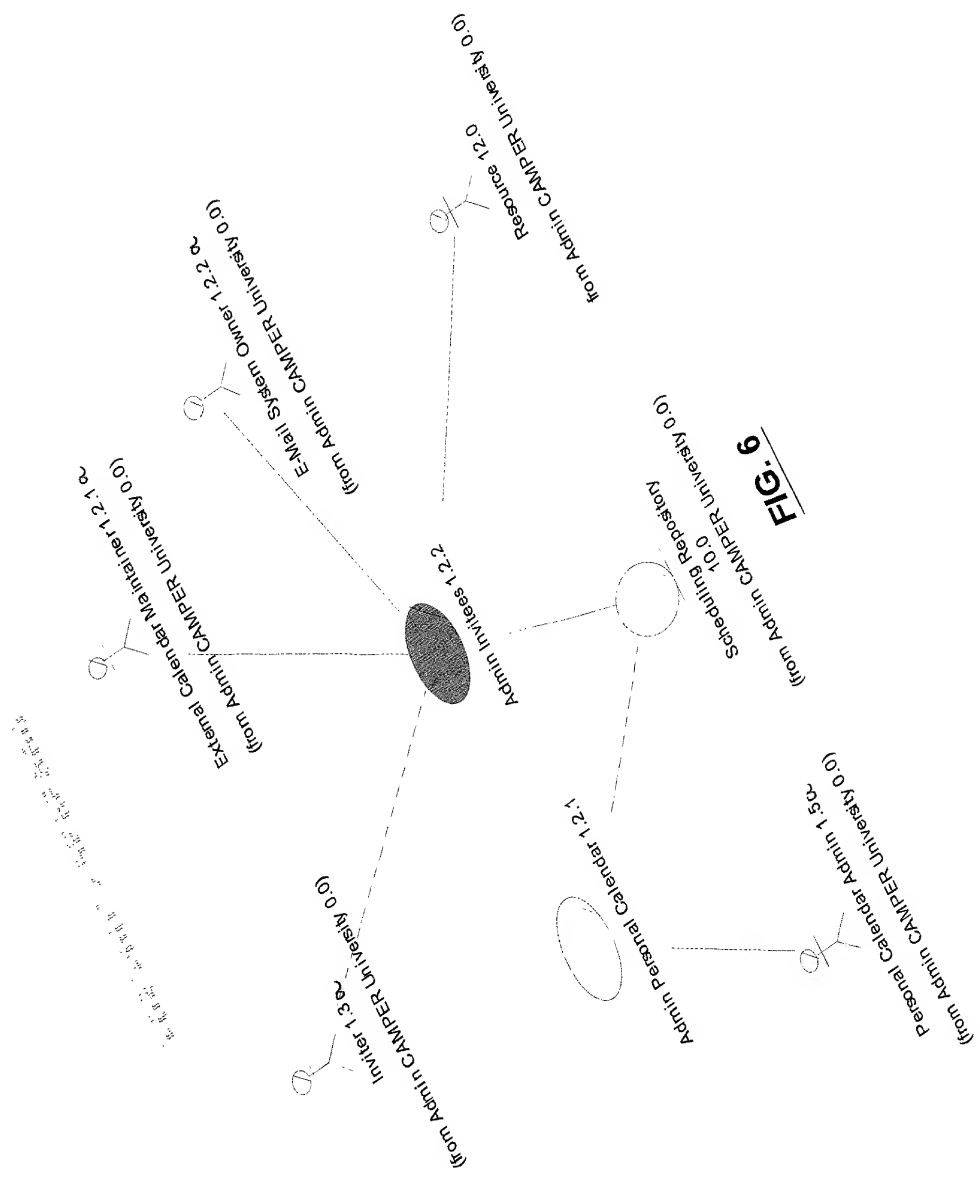 Inviter 1.3α
(from Admin CAMPER University 0.0)
External Calendar Maintainer 1.2.1 α
(from Admin CAMPER University 0.0)
E-Mail System Owner 1.2.2 α
(from Admin CAMPER University 0.0)
Resource 12.0
from Admin CAMPER University 0.0)
Admin Invitees 1.2.2
Admin Personal Calendar 1.2.1
Scheduling Repository
10.0
(from Admin CAMPER University 0.0)
Personal Calendar Admin 1.5α
(from Admin CAMPER University 0.0)
FIG. 6